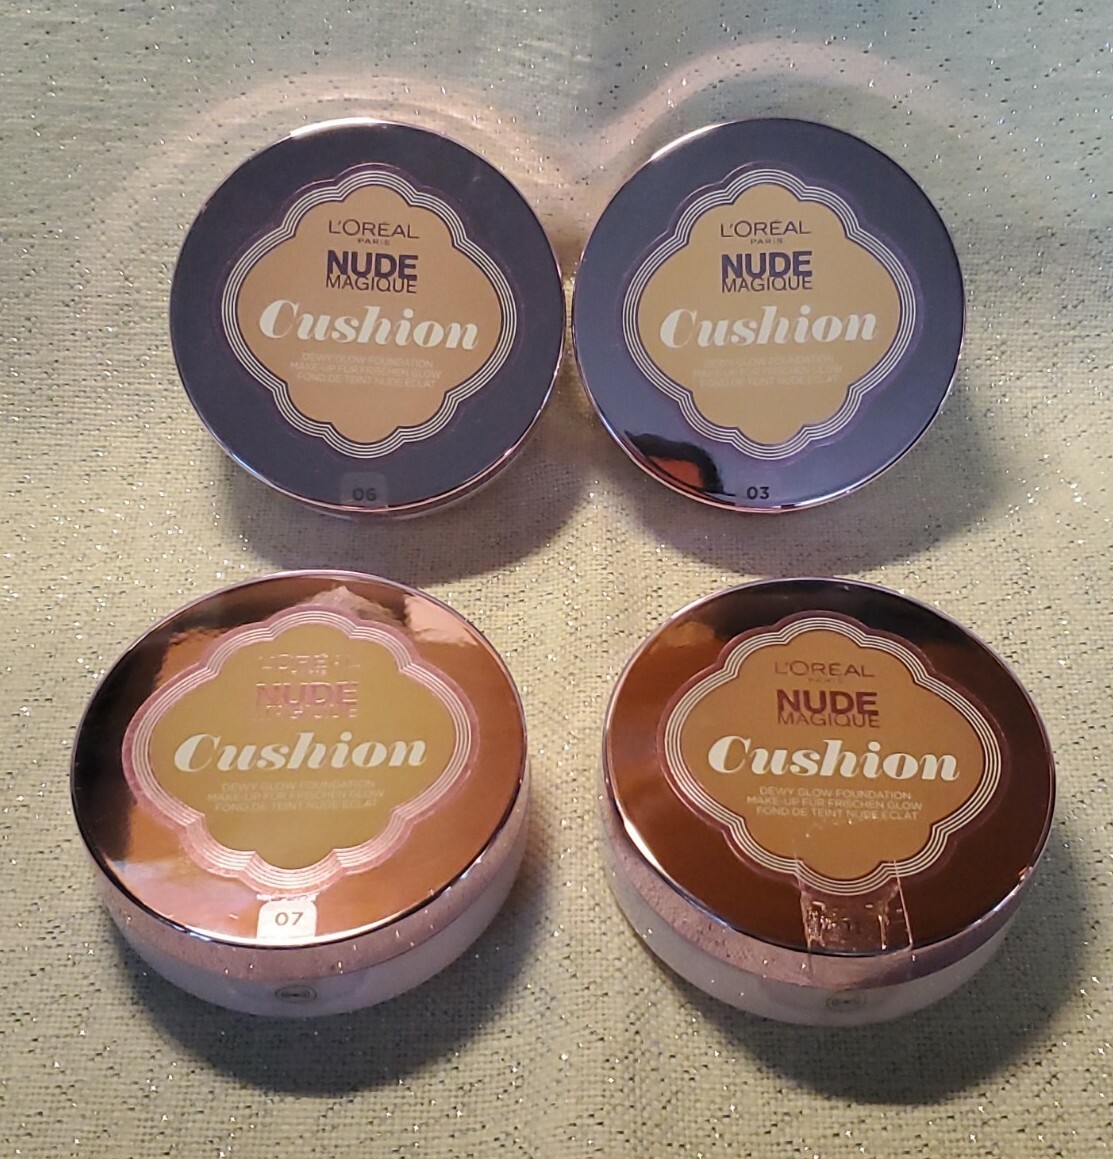 L'ORÉAL
PARIS
NUDE
MAGIQUE
Cushion
DEWY GLOW FOUNDATION
MAKE-UP FÜR FRISCHEN GLOW
FOND DE TEINT NUDE ÉCLAT
06
L'ORÉAL
PARIS
NUDE
MAGIQUE
Cushion
DEWY GLOW FOUNDATION
MAKE-UP FÜR FRISCHEN GLOW
FOND DE TEINT NUDE ÉCLAT
03
L'ORÉAL
PARIS
NUDE
MAGIQUE
Cushion
DEWY GLOW FOUNDATION
MAKE-UP FÜR FRISCHEN GLOW
FOND DE TEINT NUDE ÉCLAT
07
L'ORÉAL
PARIS
NUDE
MAGIQUE
Cushion
DEWY GLOW FOUNDATION
MAKE-UP FÜR FRISCHEN GLOW
FOND DE TEINT NUDE ÉCLAT